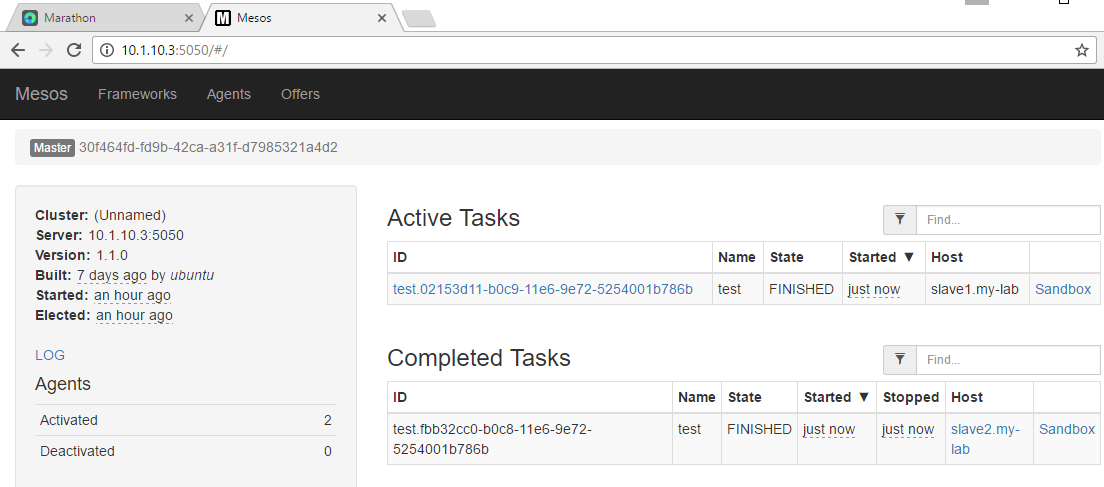 Marathon
Mesos
10.1.10.3:5050/#/
Mesos Frameworks Agents Offers
Master 30f464fd-fd9b-42ca-a31f-d7985321a4d2
Cluster: (Unnamed)
Server: 10.1.10.3:5050
Version: 1.1.0
Built: 7 days ago by ubuntu
Started: an hour ago
Elected: an hour ago
LOG
Agents
Activated 2
Deactivated 0
Active Tasks Find...
ID Name State Started ▼ Host
test.02153d11-b0c9-11e6-9e72-5254001b786b test FINISHED just now slave1.my-lab Sandbox
Completed Tasks Find...
ID Name State Started ▼ Stopped Host
test.fbb32cc0-b0c8-11e6-9e72- test FINISHED just now just now slave2.my- Sandbox
5254001b786b lab